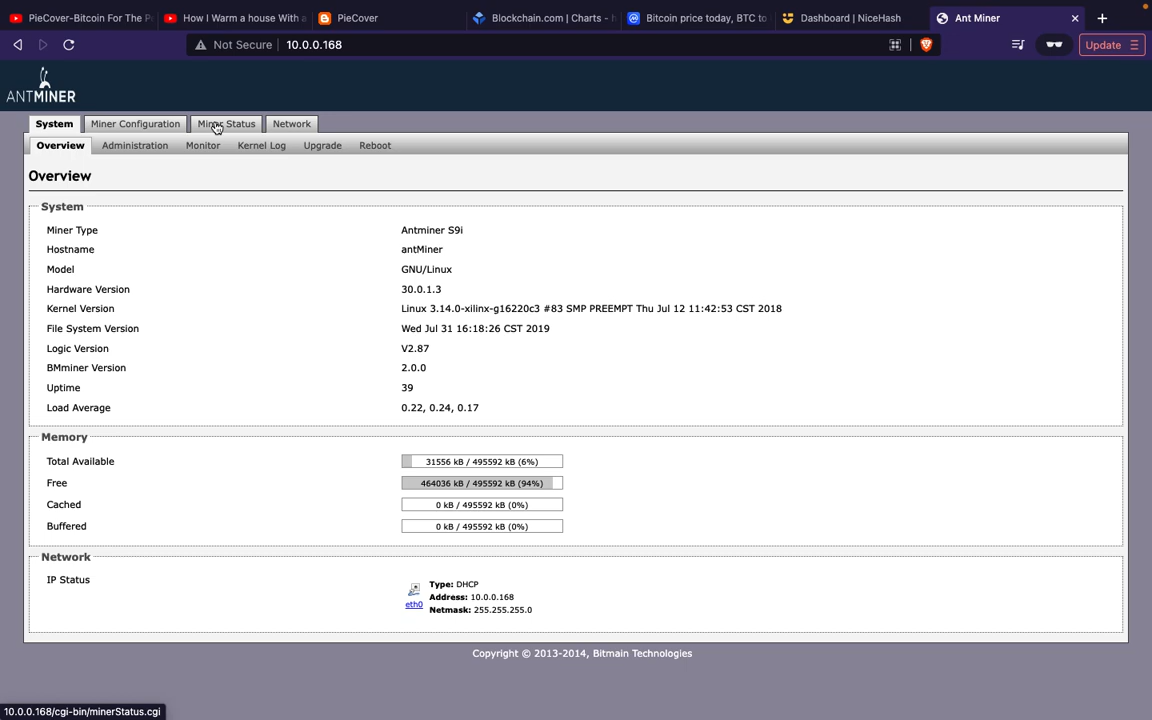 PieCover-Bitcoin For The P
How I Warm a house With a
PieCover
Blockchain.com | Charts - h
Bitcoin price today, BTC to
Dashboard | NiceHash
Ant Miner
Not Secure
10.0.0.168
Update
ANTMINER
System
Miner Configuration
Miner Status
Network
Overview
Administration
Monitor
Kernel Log
Upgrade
Reboot
Overview
System
Miner Type
Antminer S9i
Hostname
antMiner
Model
GNU/Linux
Hardware Version
30.0.1.3
Kernel Version
Linux 3.14.0-xilinx-g16220c3 #83 SMP PREEMPT Thu Jul 12 11:42:53 CST 2018
File System Version
Wed Jul 31 16:18:26 CST 2019
Logic Version
V2.87
BMminer Version
2.0.0
Uptime
39
Load Average
0.22, 0.24, 0.17
Memory
Total Available
31556 kB / 495592 kB (6%)
Free
464036 kB / 495592 kB (94%)
Cached
0 kB / 495592 kB (0%)
Buffered
0 kB / 495592 kB (0%)
Network
IP Status
eth0
Type: DHCP
Address: 10.0.0.168
Netmask: 255.255.255.0
Copyright © 2013-2014, Bitmain Technologies
10.0.0.168/cgi-bin/minerStatus.cgi